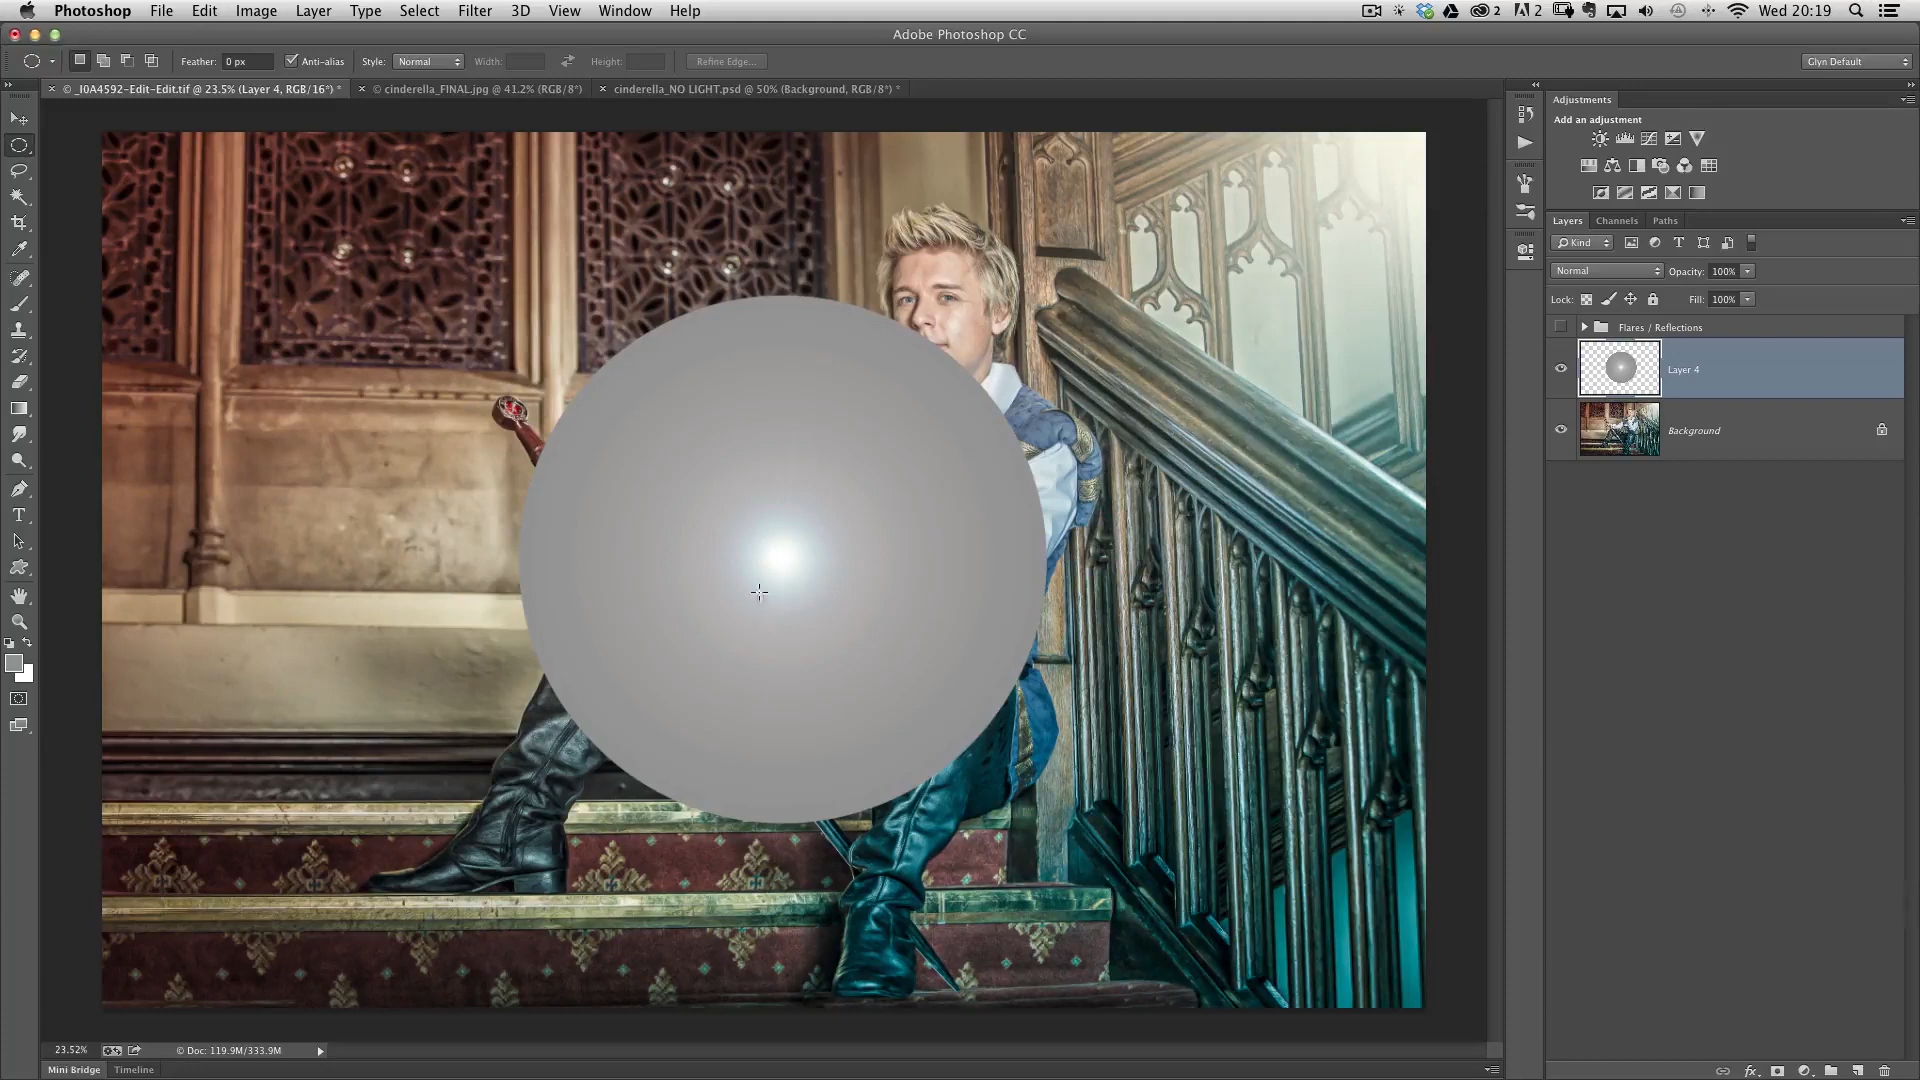 Photoshop File Edit Image Layer Type Select Filter 3D View Window Help 2 2 Wed 20:19
Adobe Photoshop CC
Feather: 0 px Anti-alias Style: Normal Width: Height: Refine Edge... Glyn Default
© _I0A4592-Edit-Edit.tif @ 23.5% (Layer 4, RGB/16*) * © cinderella_FINAL.jpg @ 41.2% (RGB/8*) cinderella_NO LIGHT.psd @ 50% (Background, RGB/8*) *
Adjustments
Add an adjustment
Layers Channels Paths
Kind
Normal Opacity: 100%
Lock: Fill: 100%
Flares / Reflections
Layer 4
Background
23.52% © Doc: 119.9M/333.9M
Mini Bridge Timeline